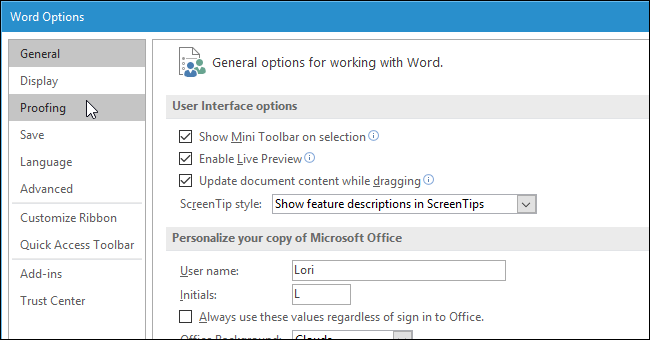 Word Options
General
Display
Proofing
Save
Language
Advanced
Customize Ribbon
Quick Access Toolbar
Add-ins
Trust Center
General options for working with Word.
User Interface options
Show Mini Toolbar on selection
Enable Live Preview
Update document content while dragging
ScreenTip style: Show feature descriptions in ScreenTips
Personalize your copy of Microsoft Office
User name: Lori
Initials: L
Always use these values regardless of sign in to Office.
Office Background: Clouds